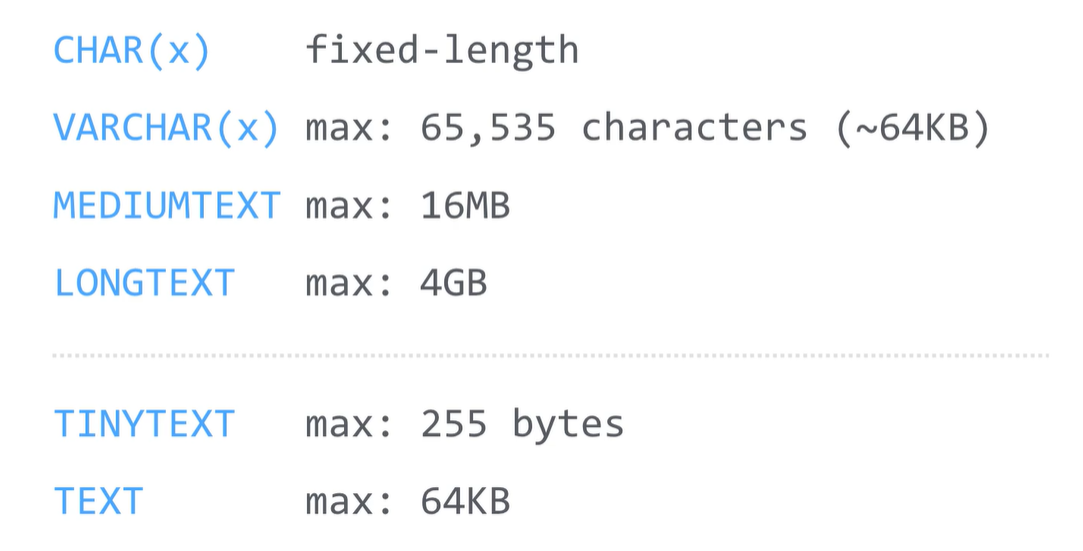 CHAR(x) fixed-length
VARCHAR(x) max: 65,535 characters (~64KB)
MEDIUMTEXT max: 16MB
LONGTEXT max: 4GB
TINYTEXT max: 255 bytes
TEXT max: 64KB